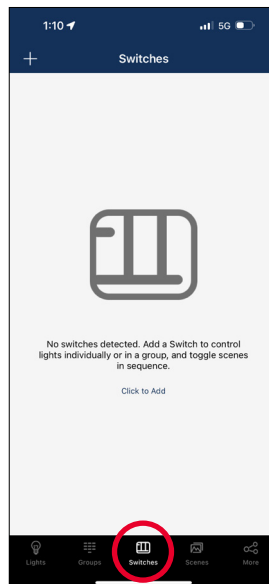 1:10 5G
+ Switches
No switches detected. Add a Switch to control
lights individually or in a group, and toggle scenes
in sequence.
Click to Add
Lights Groups Switches Scenes More